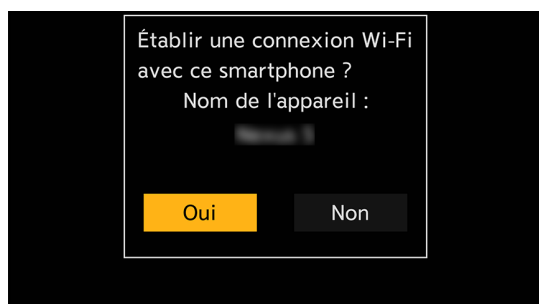 Établir une connexion Wi-Fi
avec ce smartphone ?
Nom de l'appareil :
Oui
Non